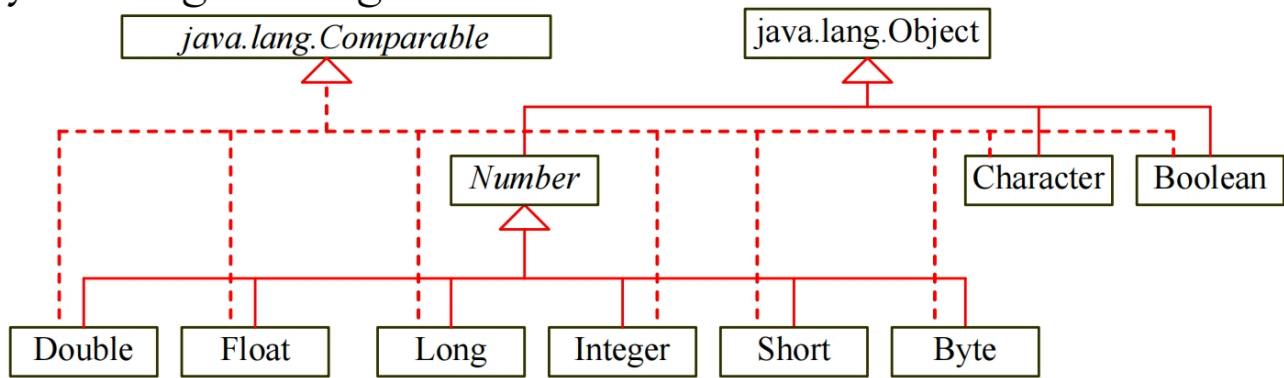 java.lang.Comparable java.lang.Object
Number Character Boolean
Double Float Long Integer Short Byte